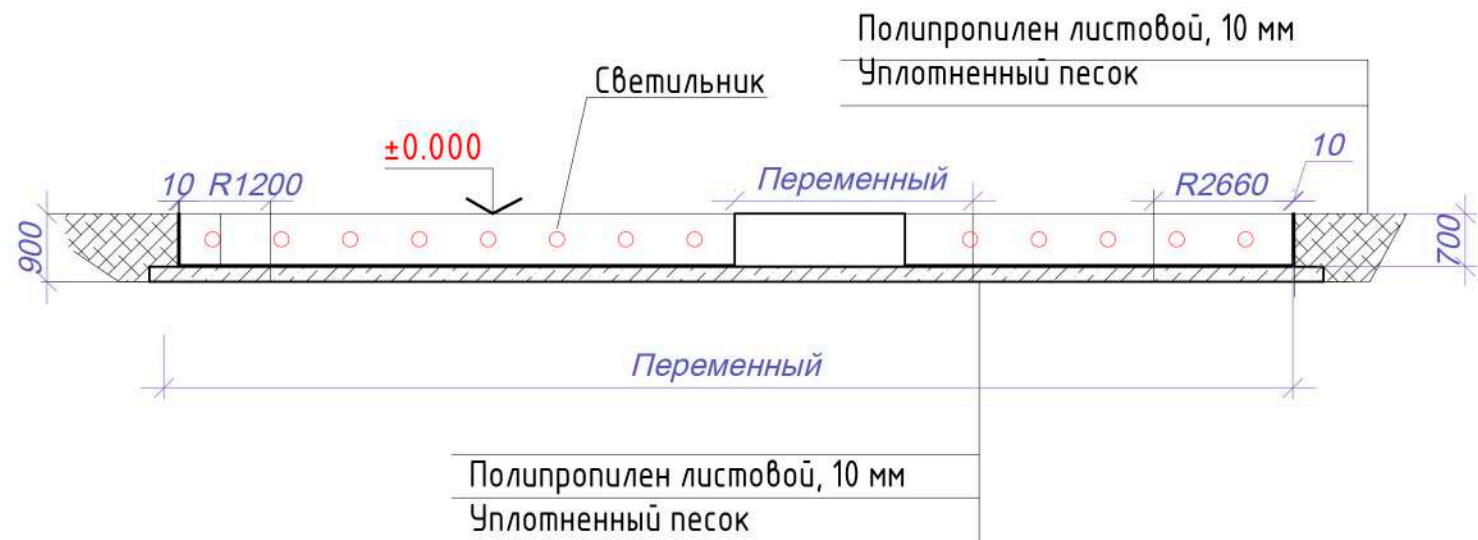 Полипропилен листовой, 10 мм
Уплотненный песок
Светильник
±0.000
10
10 R1200
Переменный
R2660
900
700
Переменный
Полипропилен листовой, 10 мм
Уплотненный песок